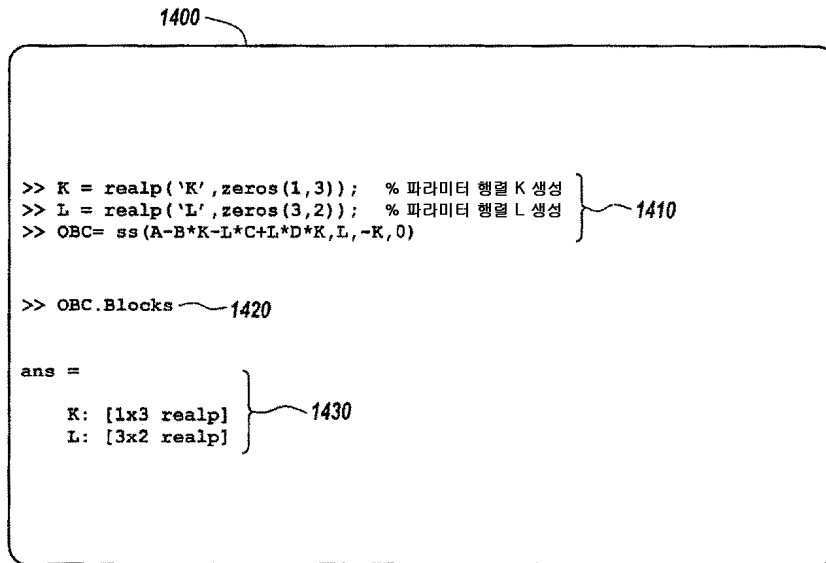 1400
>> K = realp('K',zeros(1,3)); % 파라미터 행렬 K 생성
>> L = realp('L',zeros(3,2)); % 파라미터 행렬 L 생성
>> OBC= ss(A-B*K-L*C+L*D*K,L,-K,0)
1410
>> OBC.Blocks
1420
ans =
K: [1x3 realp]
L: [3x2 realp]
1430